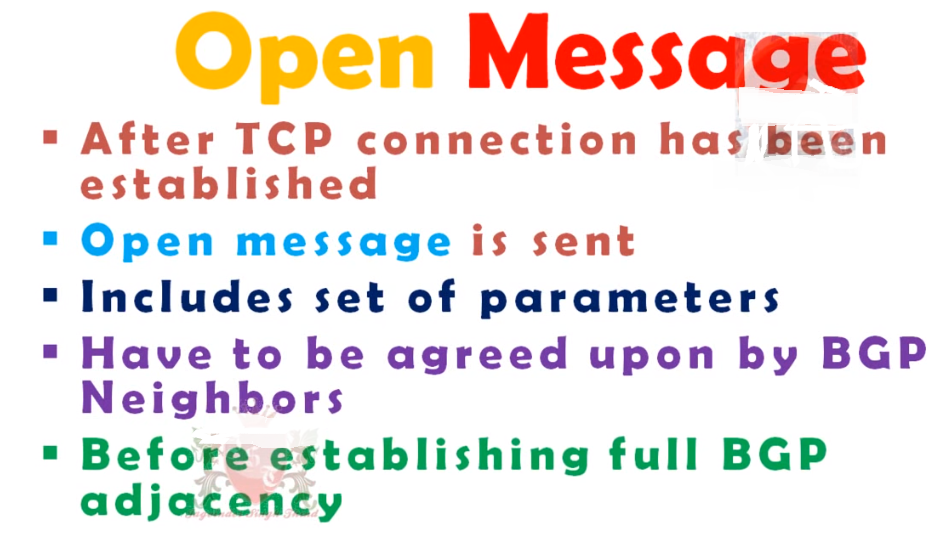 Open Message
▪ After TCP connection has been
established
▪ Open message is sent
▪ Includes set of parameters
▪ Have to be agreed upon by BGP
Neighbors
▪ Before establishing full BGP
adjacency